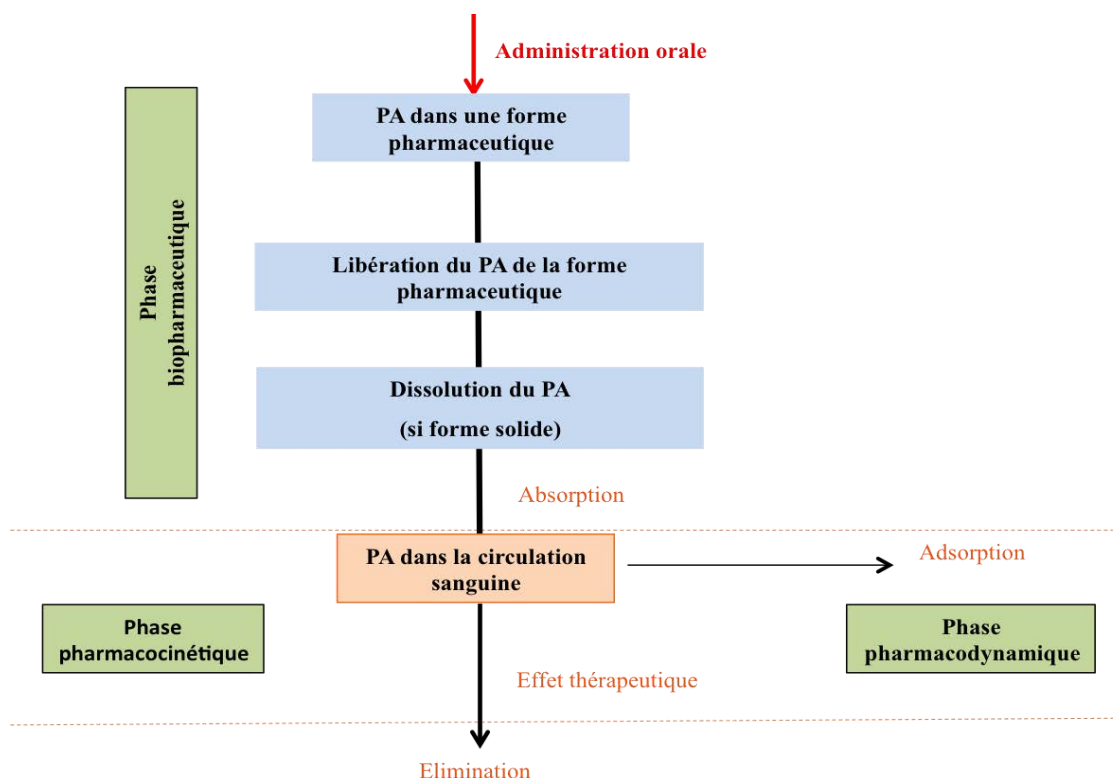 Administration orale
PA dans une forme
pharmaceutique
Phase
biopharmaceutique
Libération du PA de la forme
pharmaceutique
Dissolution du PA
(si forme solide)
Absorption
PA dans la circulation
sanguine
Adsorption
Phase
pharmacocinétique
Phase
pharmacodynamique
Effet thérapeutique
Elimination